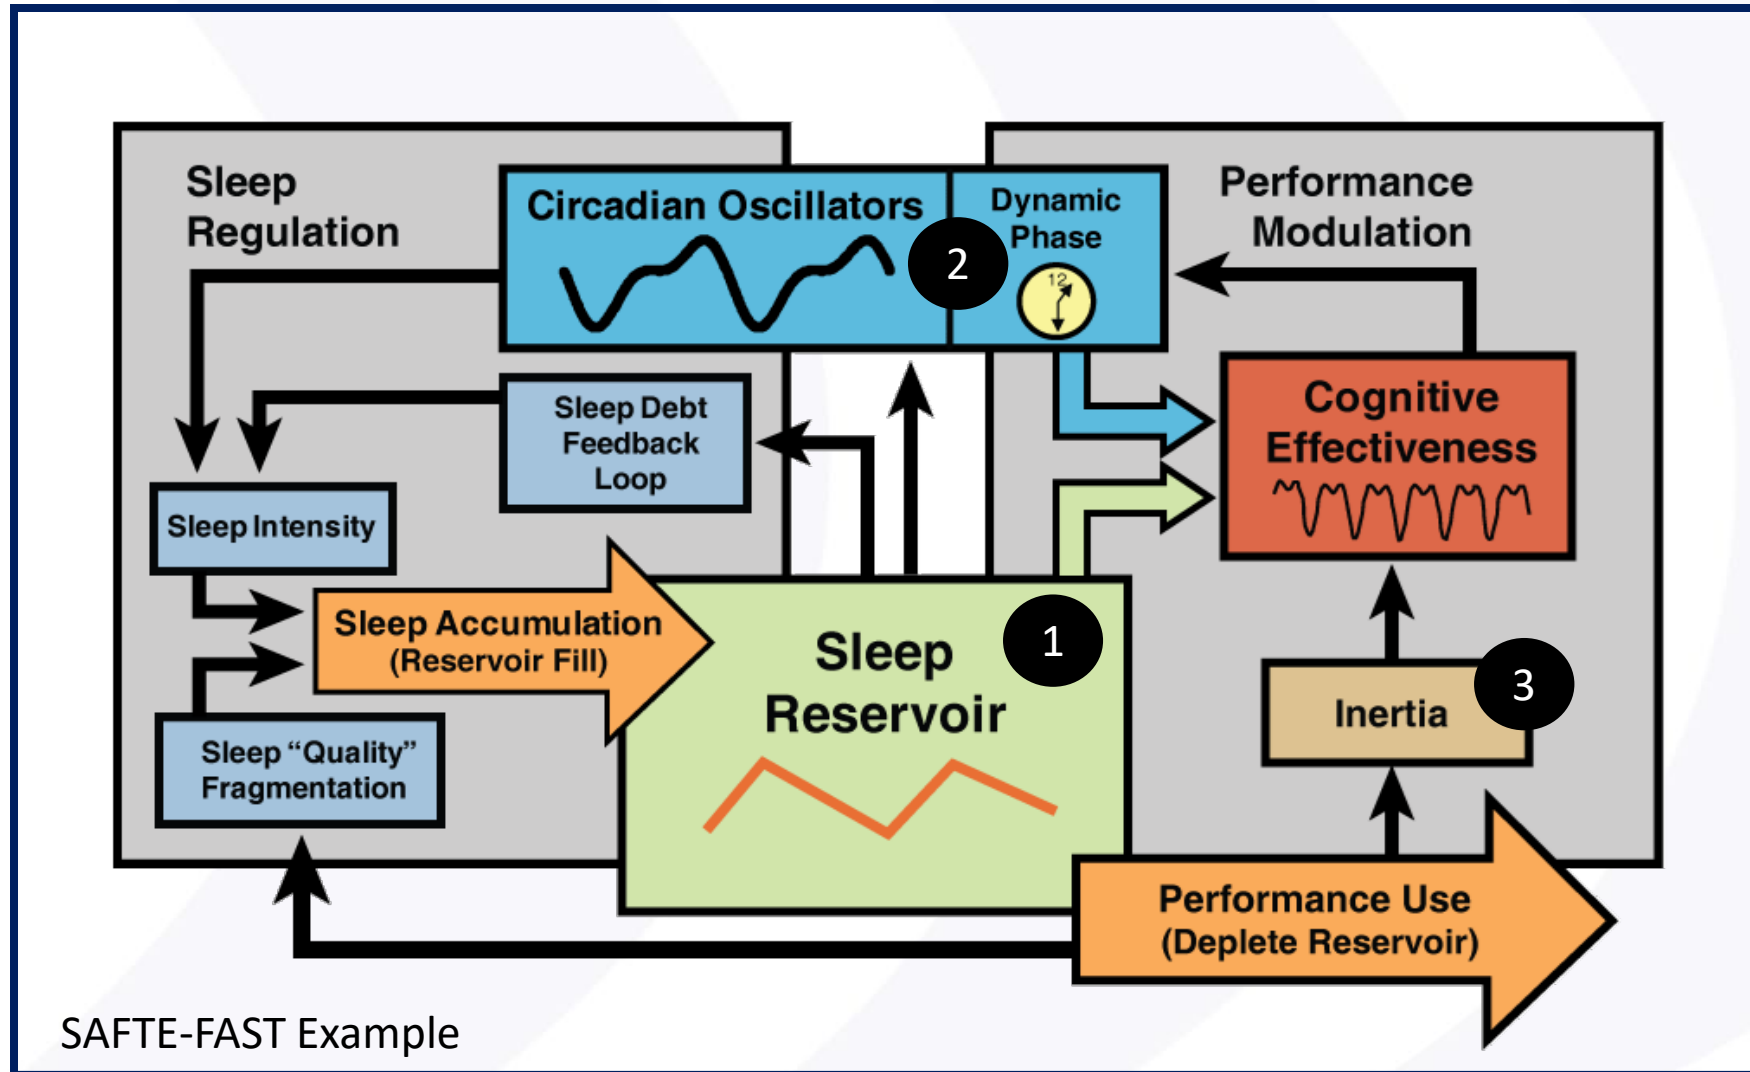 Sleep
Regulation
Circadian Oscillators
2
Dynamic
Phase
12
Performance
Modulation
Sleep Debt
Feedback
Loop
Cognitive
Effectiveness
Sleep Intensity
Sleep Accumulation
(Reservoir Fill)
Sleep
Reservoir
1
Sleep "Quality"
Fragmentation
Inertia
3
Performance Use
(Deplete Reservoir)
SAFTE-FAST Example